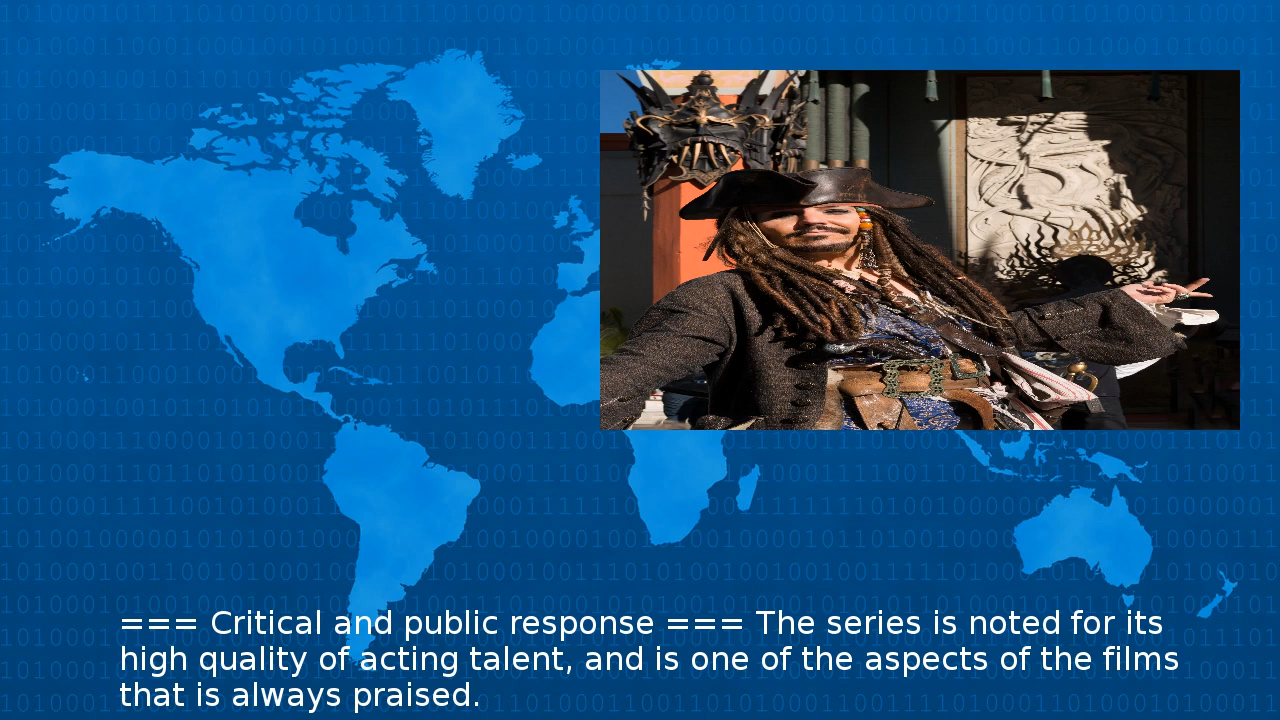 === Critical and public response === The series is noted for its
high quality of acting talent, and is one of the aspects of the films
that is always praised.